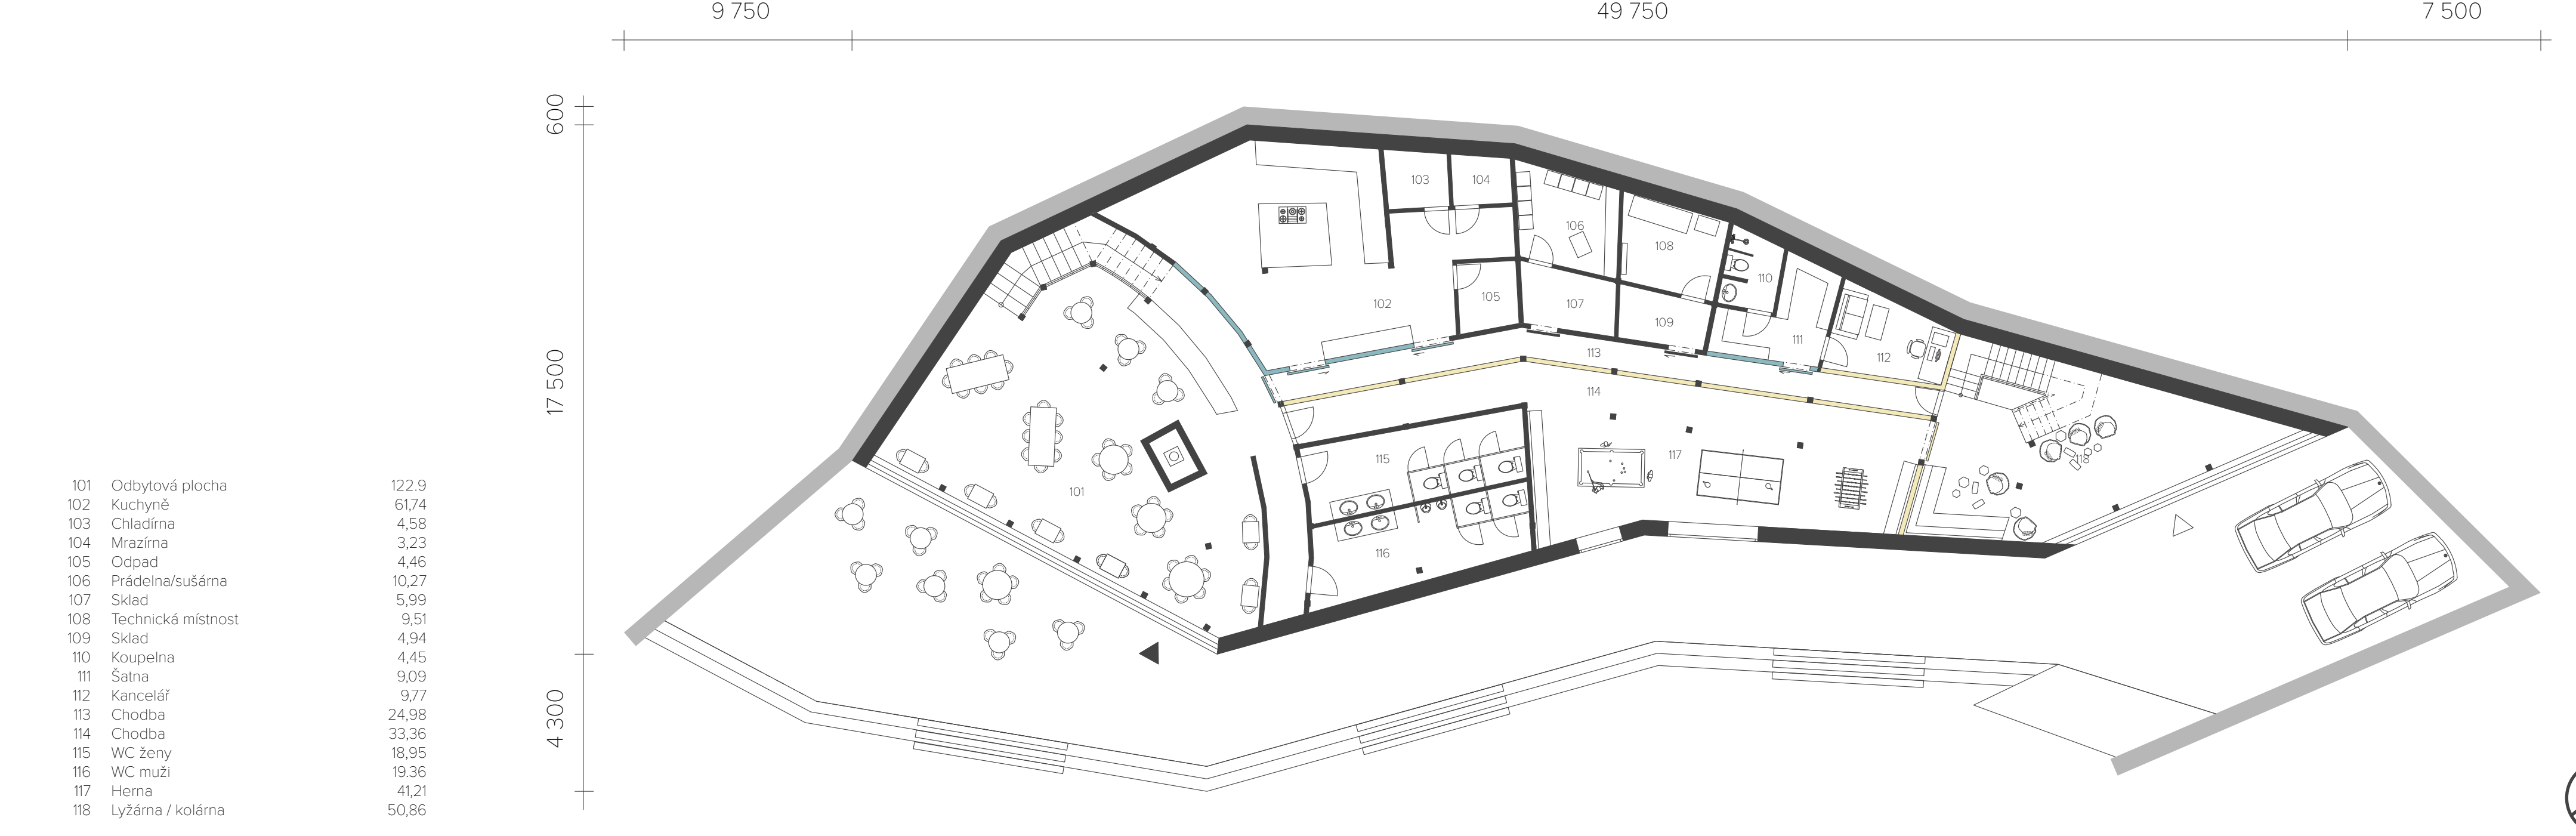 9 750
49 750
7 500
600
17 500
4 300
103
104
106
108
110
102
105
107
109
111
112
113
114
115
117
118
101
116
101 Odbytová plocha 122.9
102 Kuchyně 61,74
103 Chladírna 4,58
104 Mrazírna 3,23
105 Odpad 4,46
106 Prádelna/sušárna 10,27
107 Sklad 5,99
108 Technická místnost 9,51
109 Sklad 4,94
110 Koupelna 4,45
111 Šatna 9,09
112 Kancelář 9,77
113 Chodba 24,98
114 Chodba 33,36
115 WC ženy 18,95
116 WC muži 19.36
117 Herna 41,21
118 Lyžárna / kolárna 50,86